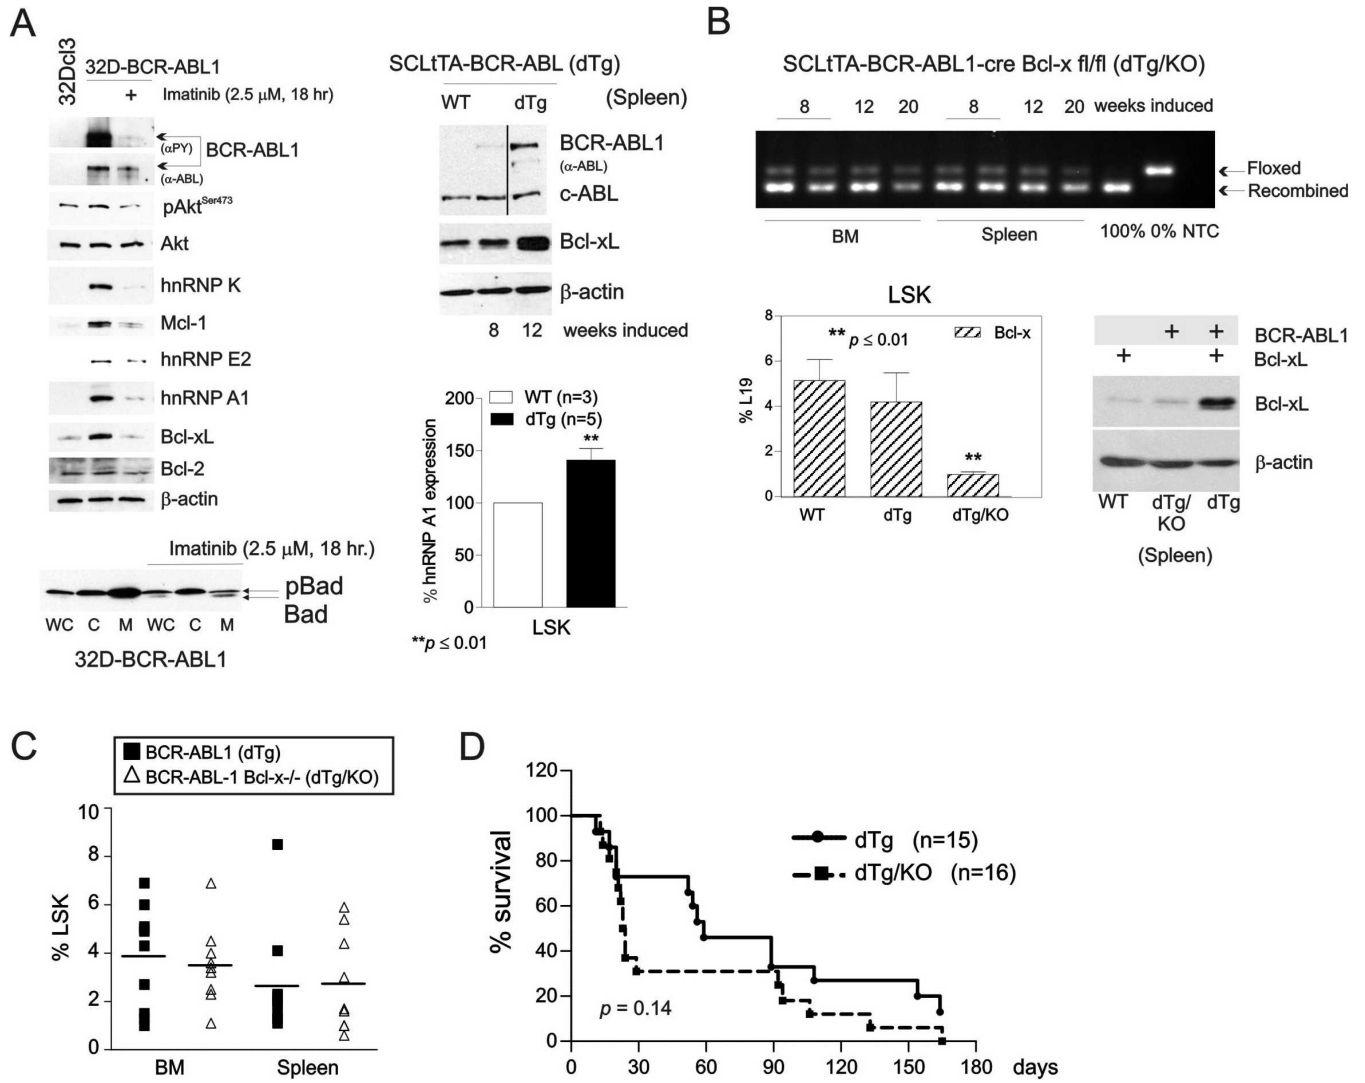 A
32Dcl3
32D-BCR-ABL1
+ Imatinib (2.5 μM, 18 hr)
(αPY)
BCR-ABL1
(α-ABL)
pAktSer473
Akt
hnRNP K
Mcl-1
hnRNP E2
hnRNP A1
Bcl-xL
Bcl-2
β-actin
Imatinib (2.5 μM, 18 hr.)
pBad
Bad
WC C M WC C M
32D-BCR-ABL1
SCLtTA-BCR-ABL (dTg)
WT dTg (Spleen)
BCR-ABL1
(α-ABL)
c-ABL
Bcl-xL
β-actin
8 12 weeks induced
WT (n=3)
dTg (n=5)
% hnRNP A1 expression
200
150
100
50
0
**
LSK
**p ≤ 0.01
B
SCLtTA-BCR-ABL1-cre Bcl-x fl/fl (dTg/KO)
8 12 20 8 12 20 weeks induced
Floxed
Recombined
BM Spleen 100% 0% NTC
LSK
** p ≤ 0.01
Bcl-x
% L19
8
6
4
2
0
**
WT dTg dTg/KO
+ + BCR-ABL1
+ + Bcl-xL
Bcl-xL
β-actin
WT dTg/ dTg
KO
(Spleen)
C
BCR-ABL1 (dTg)
BCR-ABL-1 Bcl-x-/- (dTg/KO)
% LSK
10
8
6
4
2
0
BM Spleen
D
% survival
120
100
80
60
40
20
0
dTg (n=15)
dTg/KO (n=16)
p = 0.14
0 30 60 90 120 150 180 days